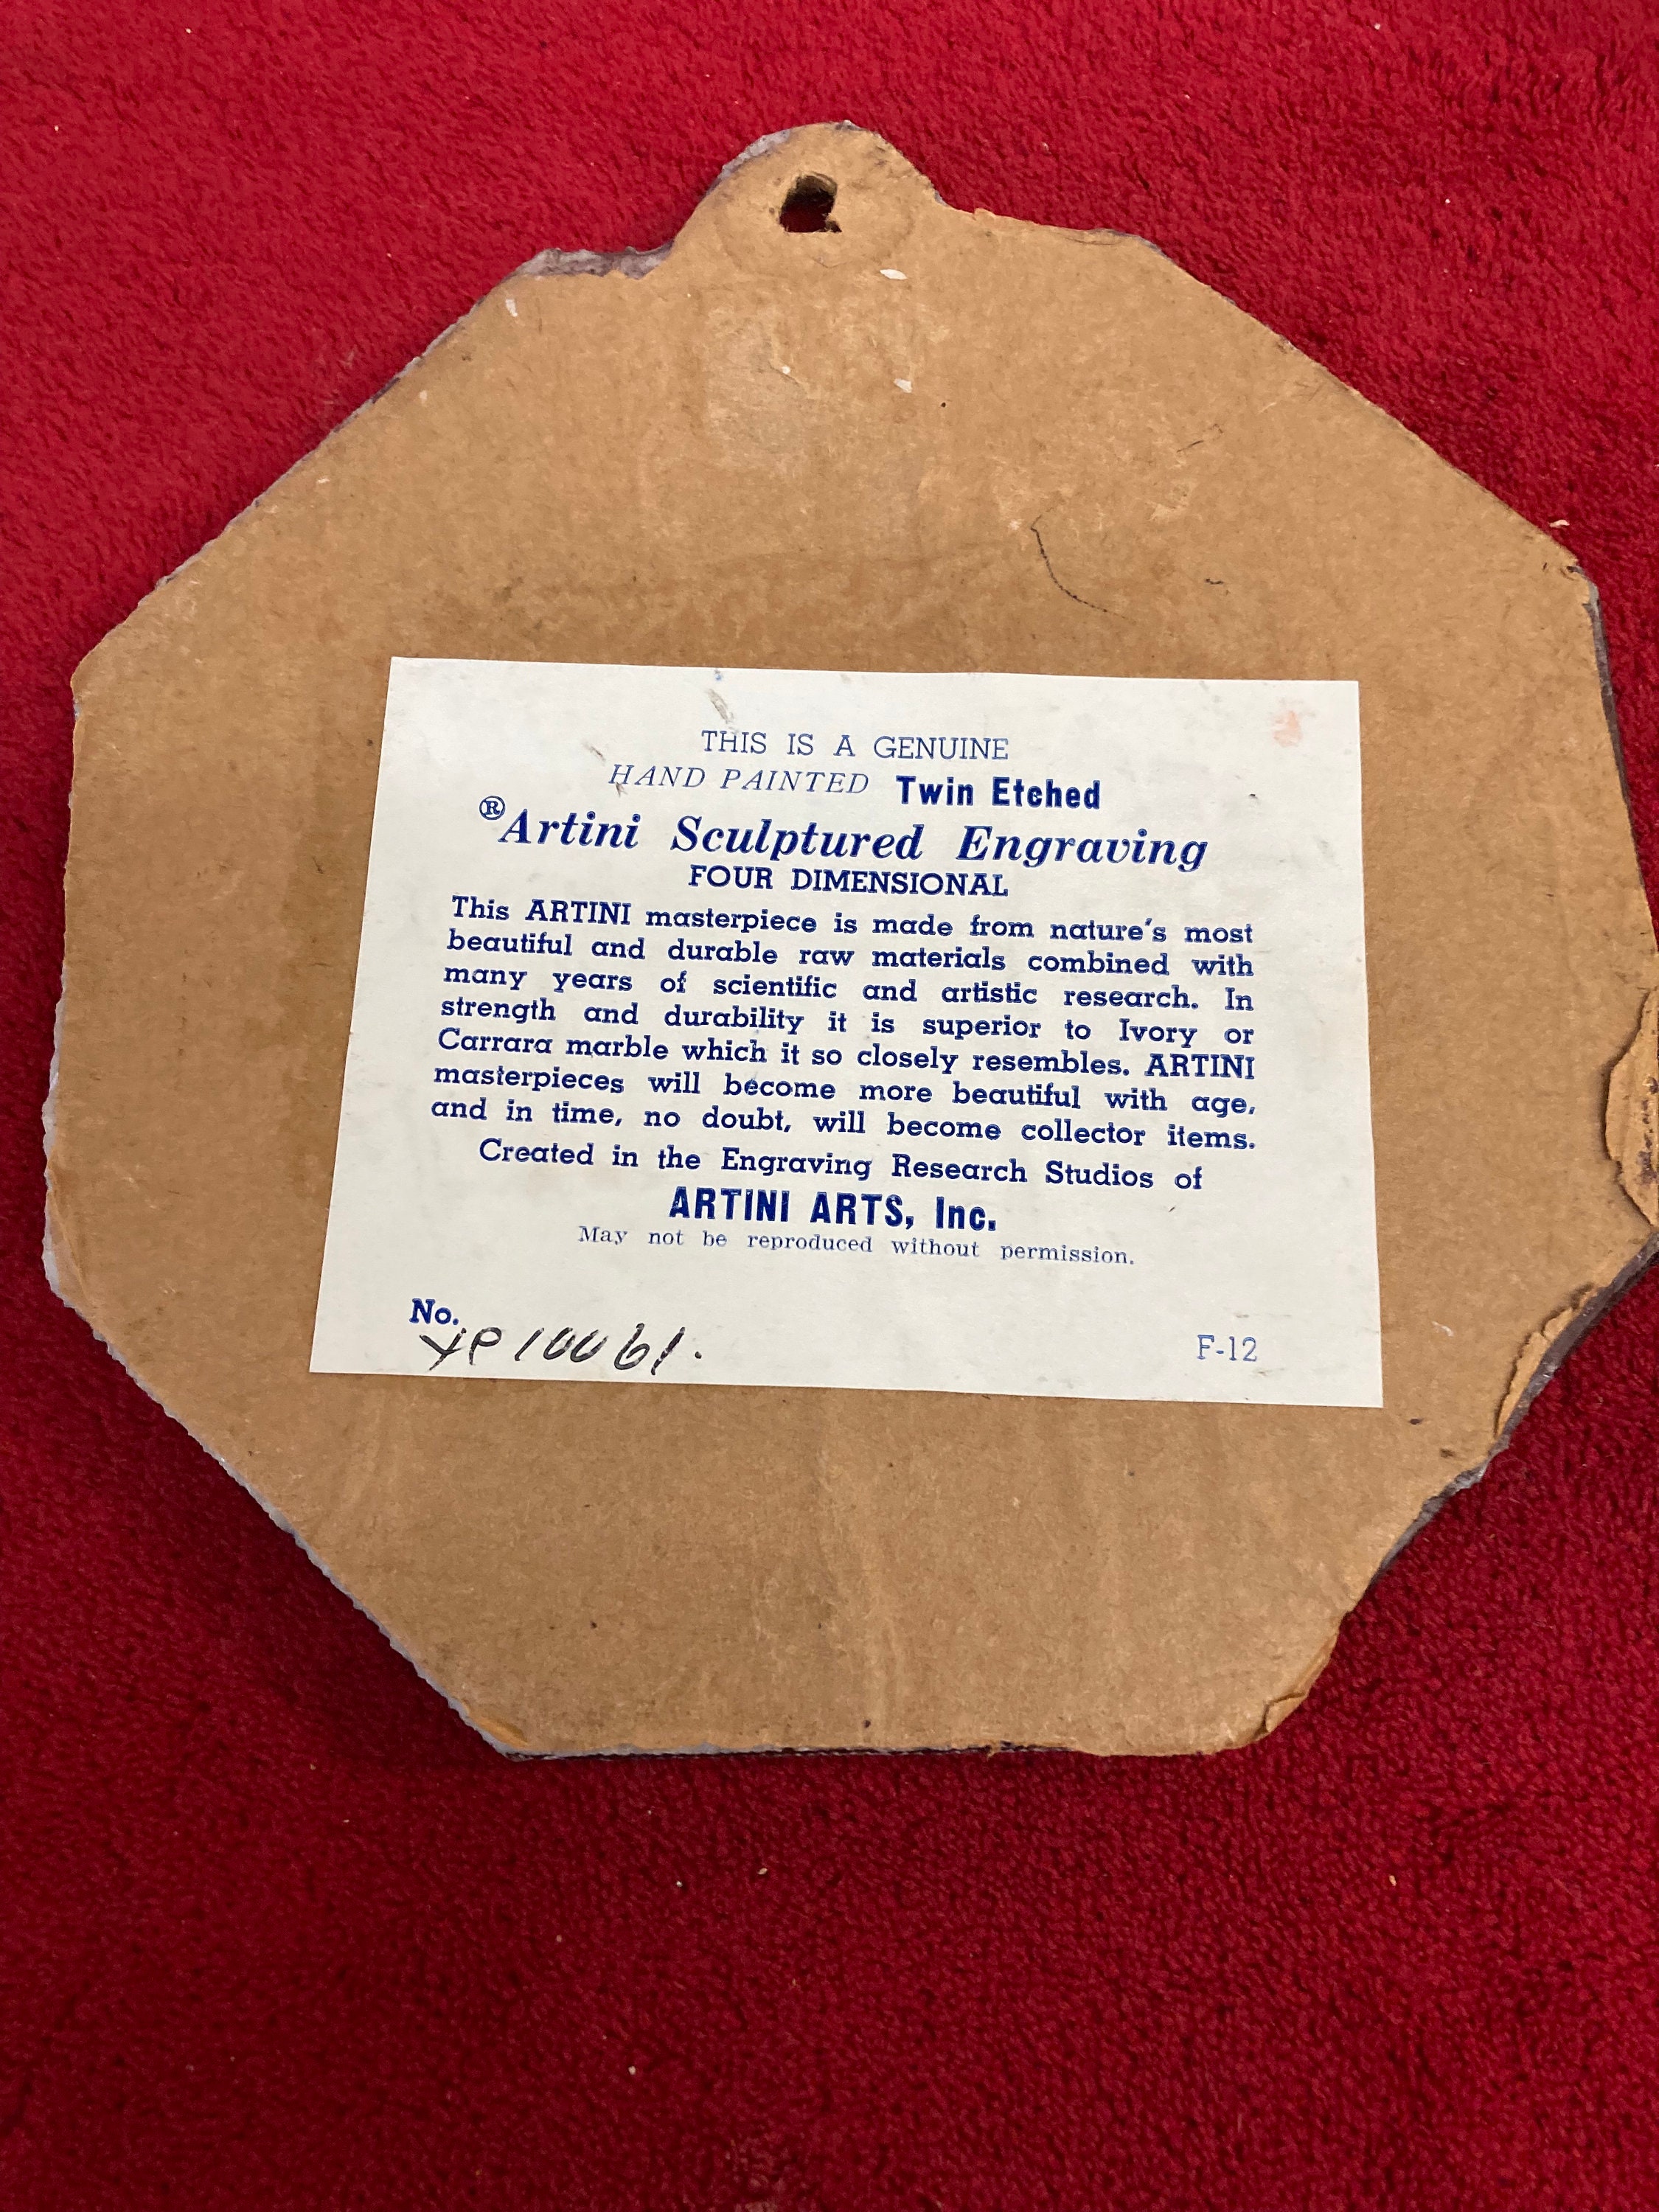 THIS IS A GENUINE
HAND PAINTED Twin Etched
®Artini Sculptured Engraving
FOUR DIMENSIONAL
This ARTINI masterpiece is made from nature's most
beautiful and durable raw materials combined with
many years of scientific and artistic research. In
strength and durability it is superior to Ivory or
Carrara marble which it so closely resembles. ARTINI
masterpieces will become more beautiful with age,
and in time, no doubt, will become collector items.
Created in the Engraving Research Studios of
ARTINI ARTS, Inc.
May not be reproduced without permission.
No.
YP10061.
F-12